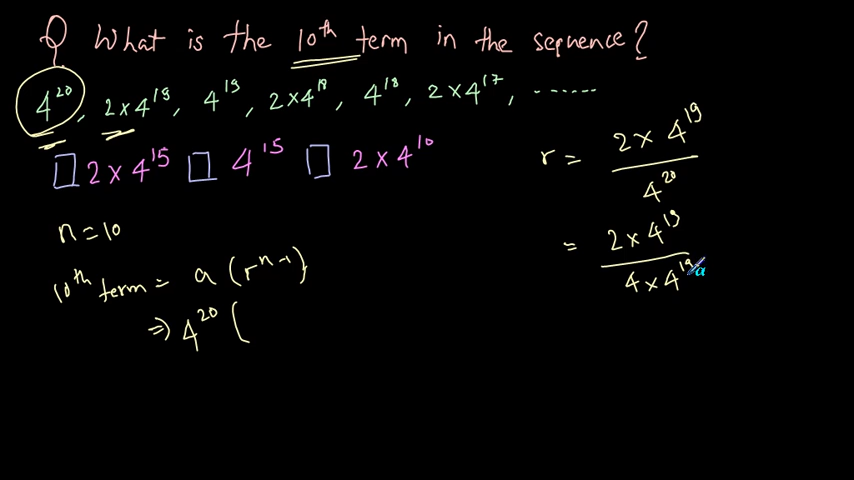 Q What is the 10th term in the sequence?
4^20, 2×4^19, 4^19, 2×4^18, 4^18, 2×4^17, ......
2×4^15 4^15 2×4^10
r = 2×4^19 / 4^20
= 2×4^19 / 4×4^19
n=10
10th term = a (r^n-1)
⇒ 4^20 (